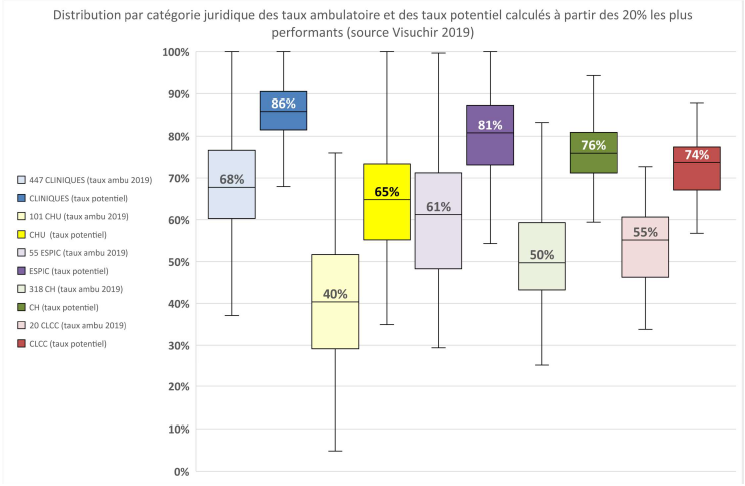 Distribution par catégorie juridique des taux ambulatoire et des taux potentiel calculés à partir des 20% les plus
performants (source Visuchir 2019)
100%
90%
80%
70%
60%
50%
40%
30%
20%
10%
0%
447 CLINIQUES (taux ambu 2019)
CLINIQUES (taux potentiel)
101 CHU (taux ambu 2019)
CHU (taux potentiel)
55 ESPIC (taux ambu 2019)
ESPIC (taux potentiel)
318 CH (taux ambu 2019)
CH (taux potentiel)
20 CLCC (taux ambu 2019)
CLCC (taux potentiel)
68%
86%
40%
65%
61%
81%
50%
76%
55%
74%